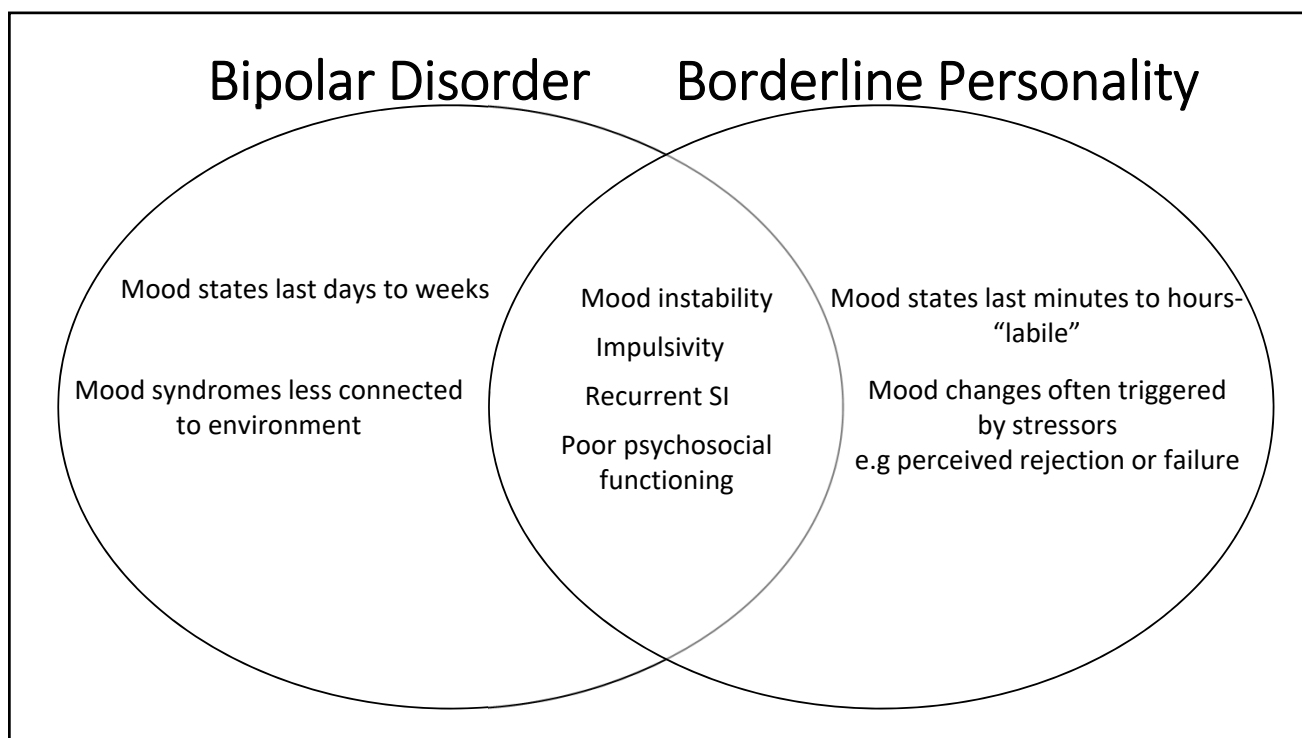 Bipolar Disorder
Borderline Personality
Mood states last days to weeks
Mood syndromes less connected
to environment
Mood instability
Impulsivity
Recurrent SI
Poor psychosocial
functioning
Mood states last minutes to hours-
“labile”
Mood changes often triggered
by stressors
e.g perceived rejection or failure